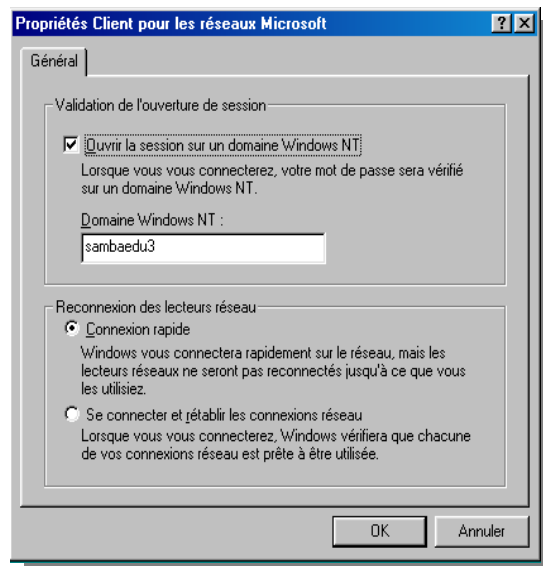 Propriétés Client pour les réseaux Microsoft
Général
Validation de l'ouverture de session
Ouvrir la session sur un domaine Windows NT
Lorsque vous vous connecterez, votre mot de passe sera vérifié
sur un domaine Windows NT.
Domaine Windows NT :
sambaedu3
Reconnexion des lecteurs réseau
Connexion rapide
Windows vous connectera rapidement sur le réseau, mais les
lecteurs réseaux ne seront pas reconnectés jusqu'à ce que vous
les utilisiez.
Se connecter et rétablir les connexions réseau
Lorsque vous vous connecterez, Windows vérifiera que chacune
de vos connexions réseau est prête à être utilisée.
OK Annuler